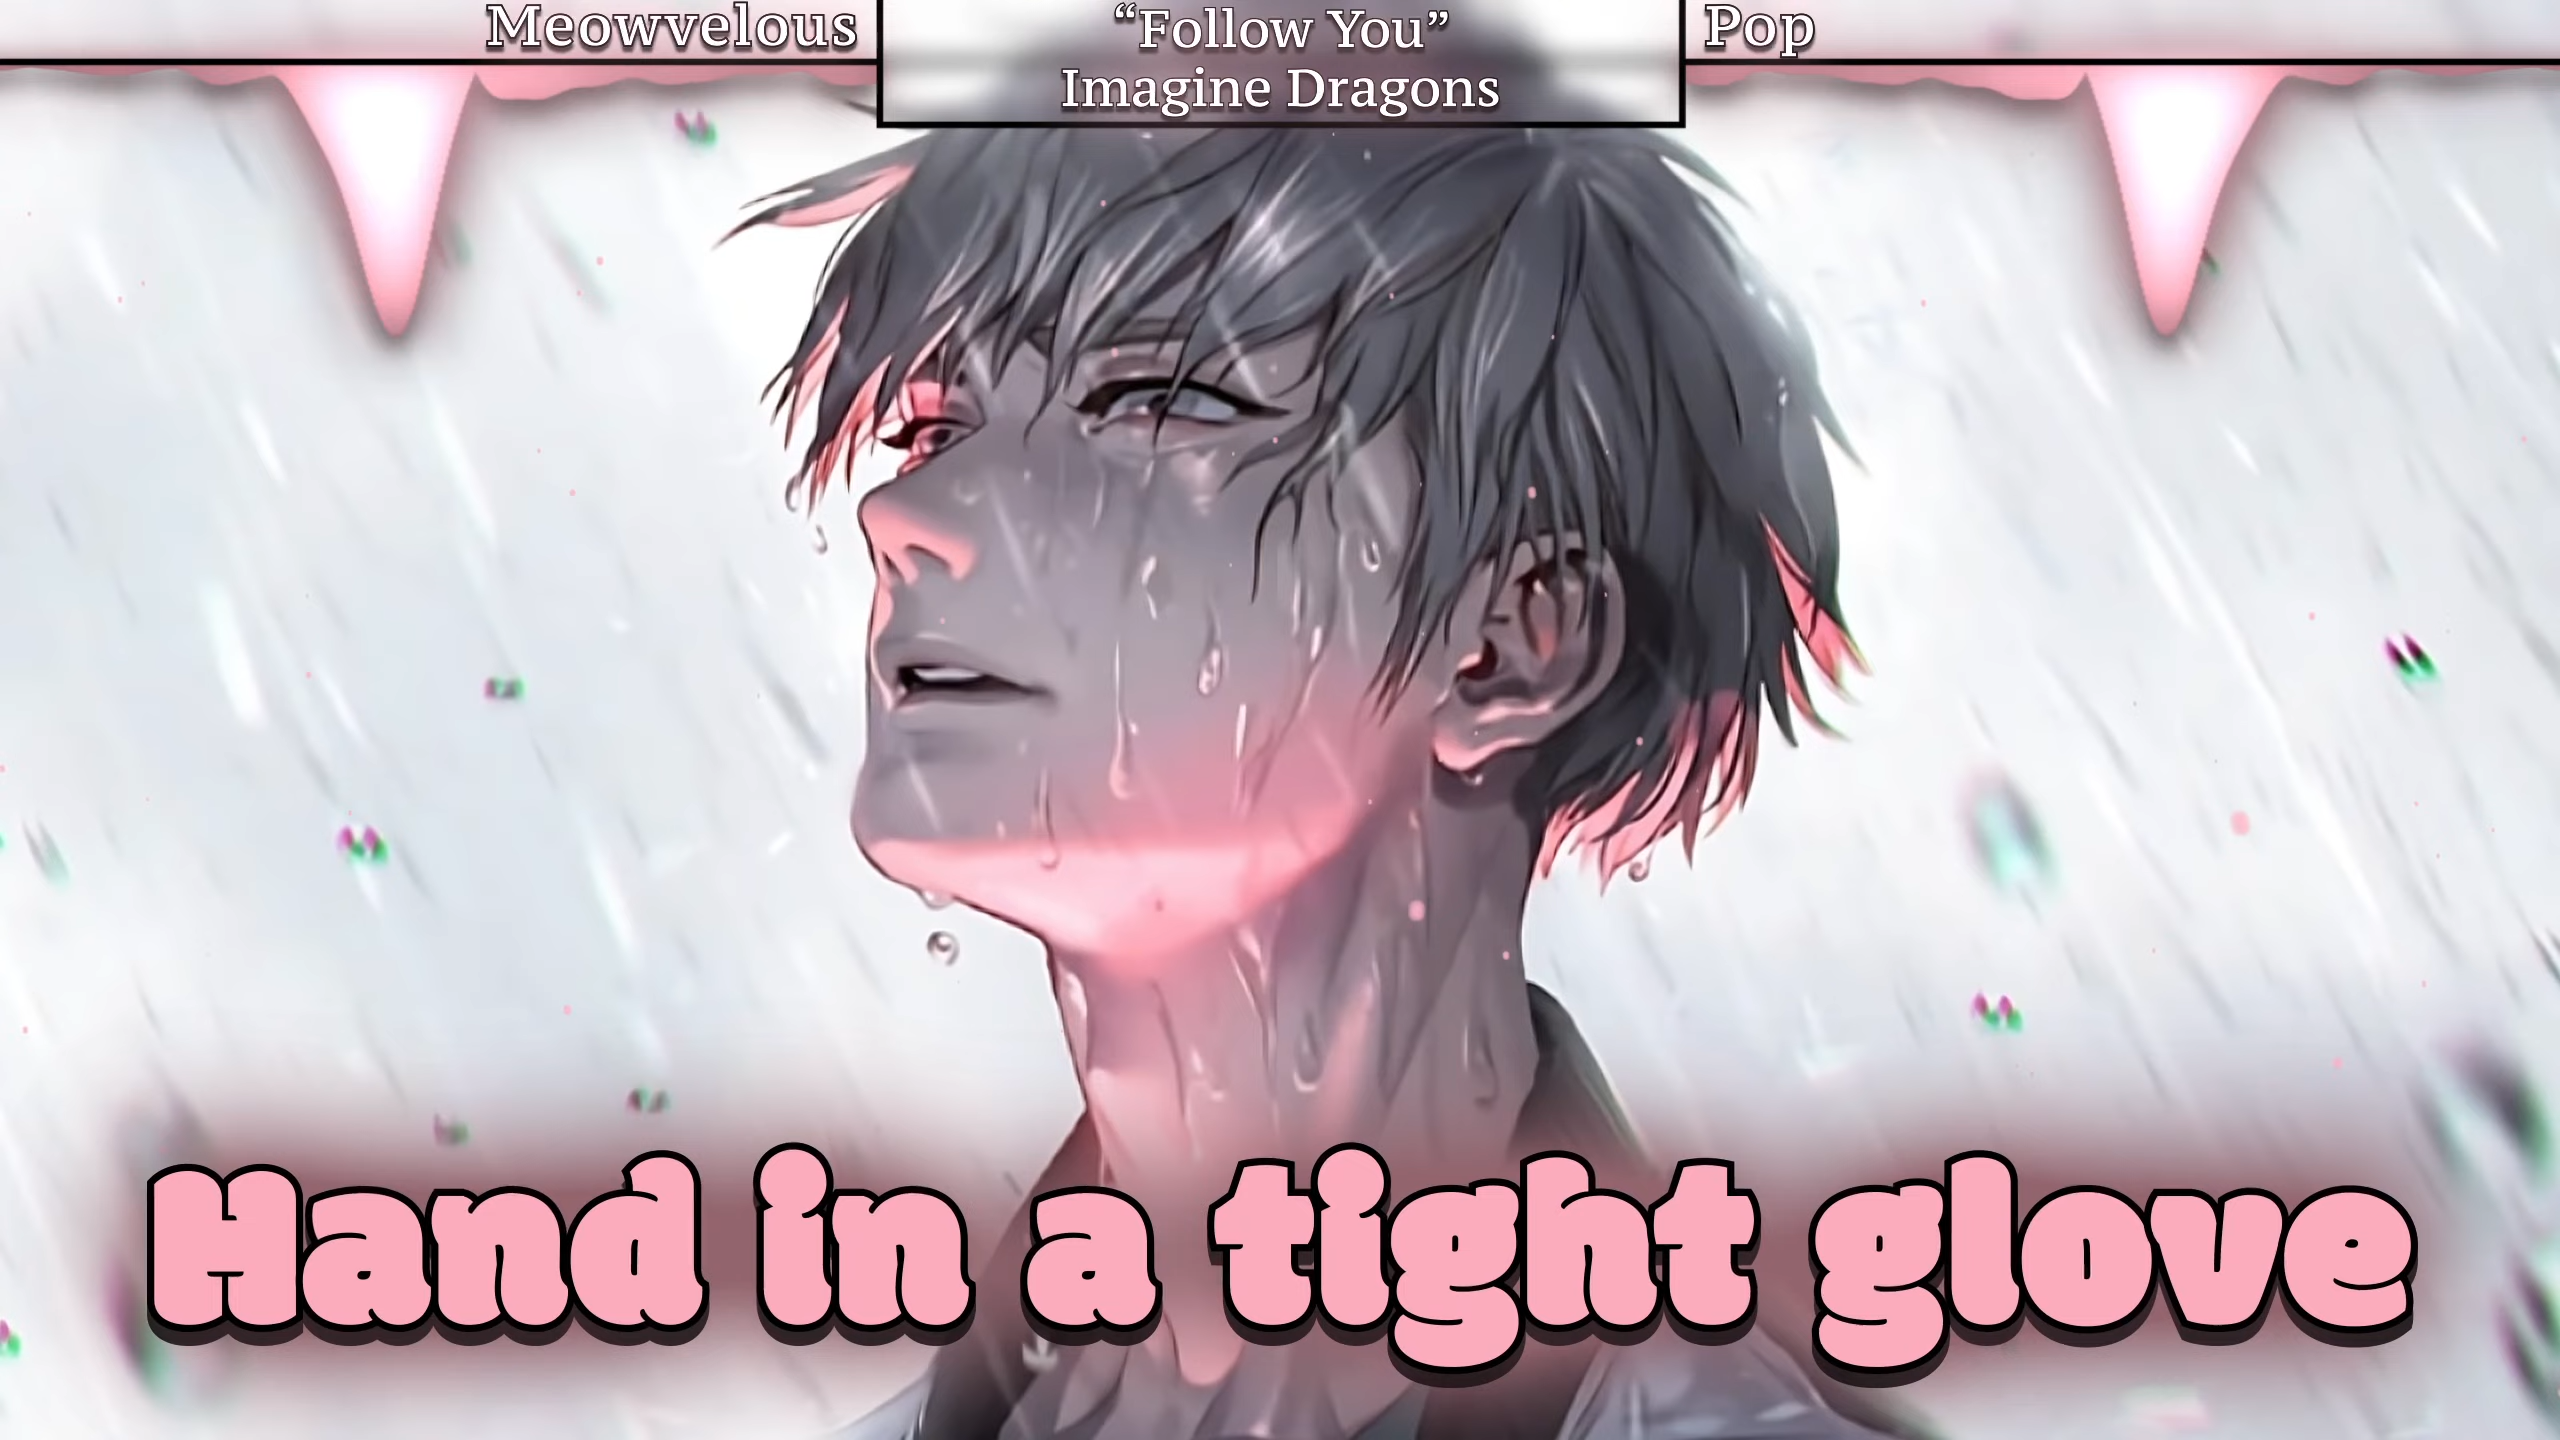 Meowvelous
“Follow You”
Imagine Dragons
Pop
Hand in a tight glove